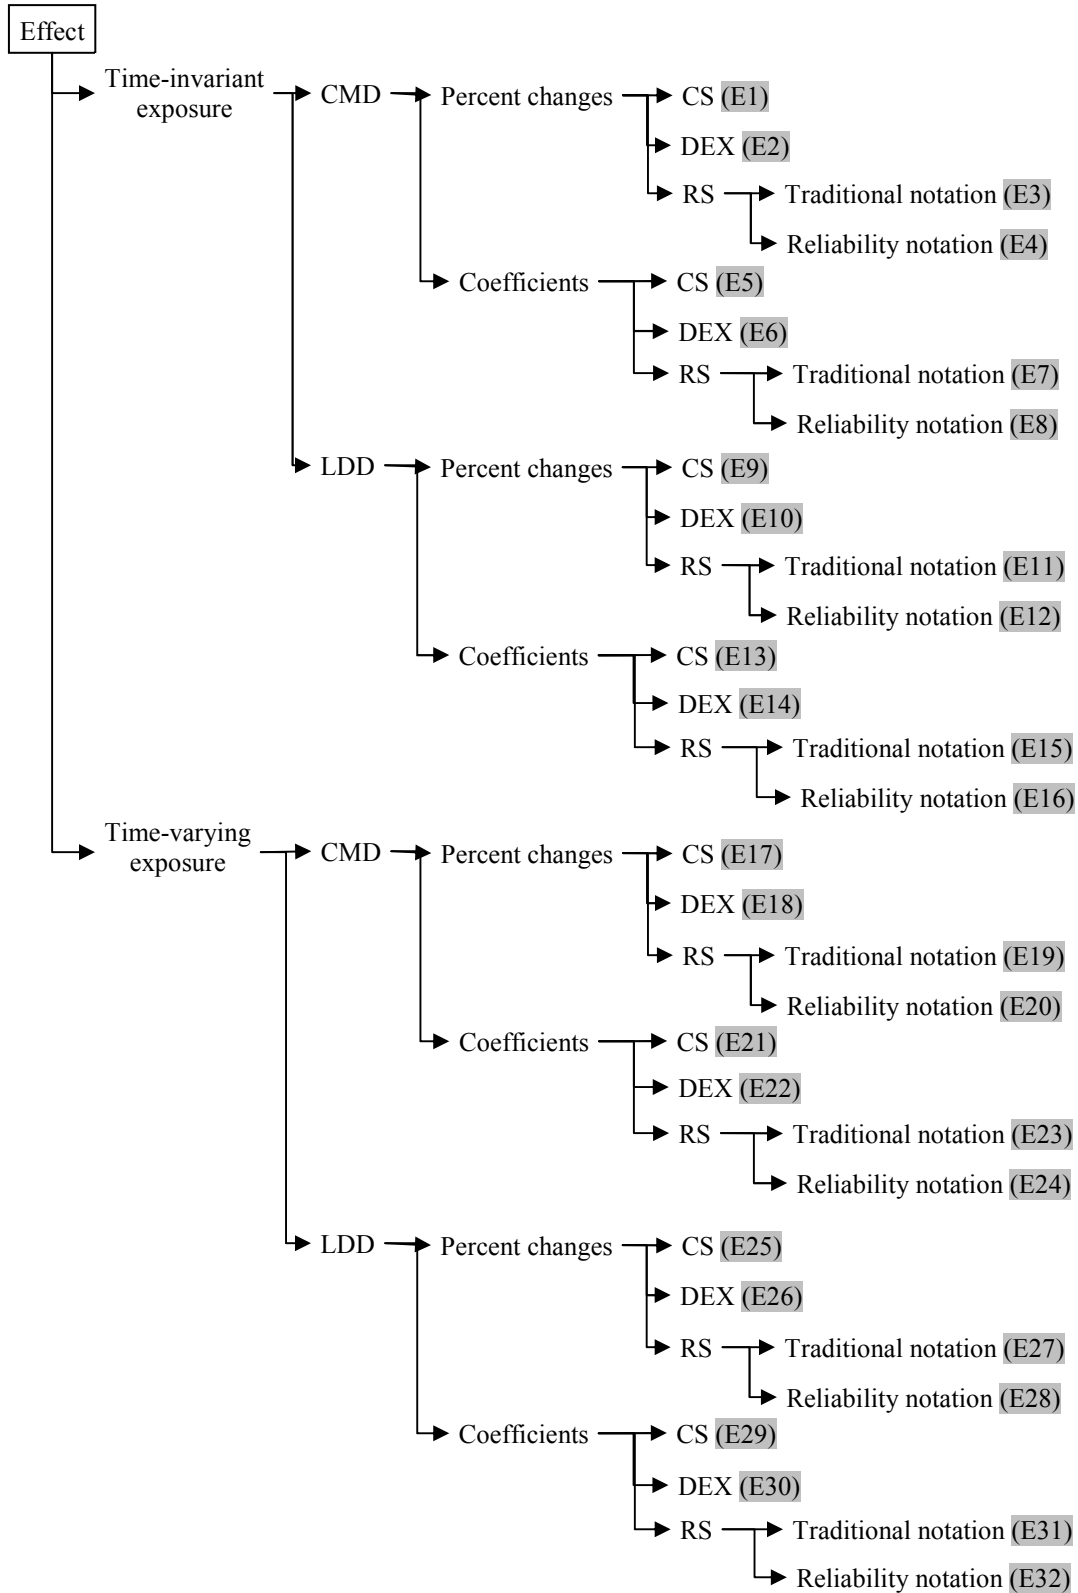 Effect
Time-invariant
exposure
CMD
Percent changes
CS (E1)
DEX (E2)
RS
Traditional notation (E3)
Reliability notation (E4)
Coefficients
CS (E5)
DEX (E6)
RS
Traditional notation (E7)
Reliability notation (E8)
LDD
Percent changes
CS (E9)
DEX (E10)
RS
Traditional notation (E11)
Reliability notation (E12)
Coefficients
CS (E13)
DEX (E14)
RS
Traditional notation (E15)
Reliability notation (E16)
Time-varying
exposure
CMD
Percent changes
CS (E17)
DEX (E18)
RS
Traditional notation (E19)
Reliability notation (E20)
Coefficients
CS (E21)
DEX (E22)
RS
Traditional notation (E23)
Reliability notation (E24)
LDD
Percent changes
CS (E25)
DEX (E26)
RS
Traditional notation (E27)
Reliability notation (E28)
Coefficients
CS (E29)
DEX (E30)
RS
Traditional notation (E31)
Reliability notation (E32)